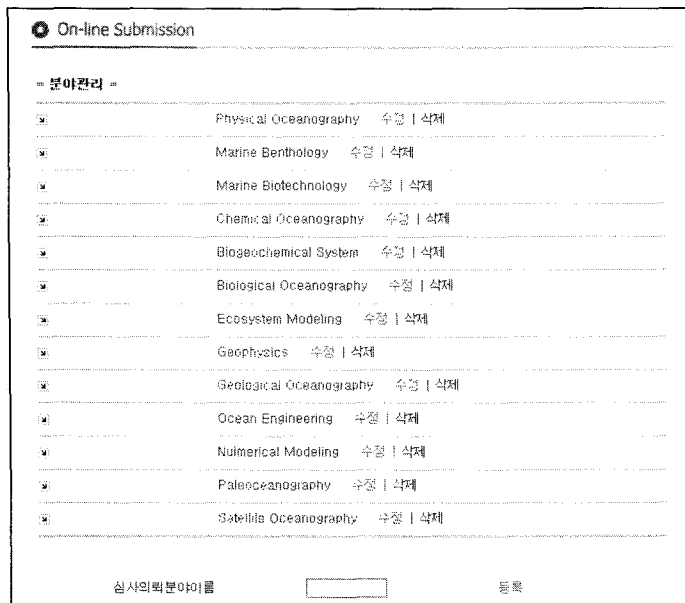 On-line Submission
= 분야관리 =
Physical Oceanography 수정 | 삭제
Marine Benthology 수정 | 삭제
Marine Biotechnology 수정 | 삭제
Chemical Oceanography 수정 | 삭제
Biogeochemical System 수정 | 삭제
Biological Oceanography 수정 | 삭제
Ecosystem Modeling 수정 | 삭제
Geophysics 수정 | 삭제
Geological Oceanography 수정 | 삭제
Ocean Engineering 수정 | 삭제
Nuimerical Modeling 수정 | 삭제
Paleoceanography 수정 | 삭제
Satellite Oceanography 수정 | 삭제
심사의뢰분야이름 등록